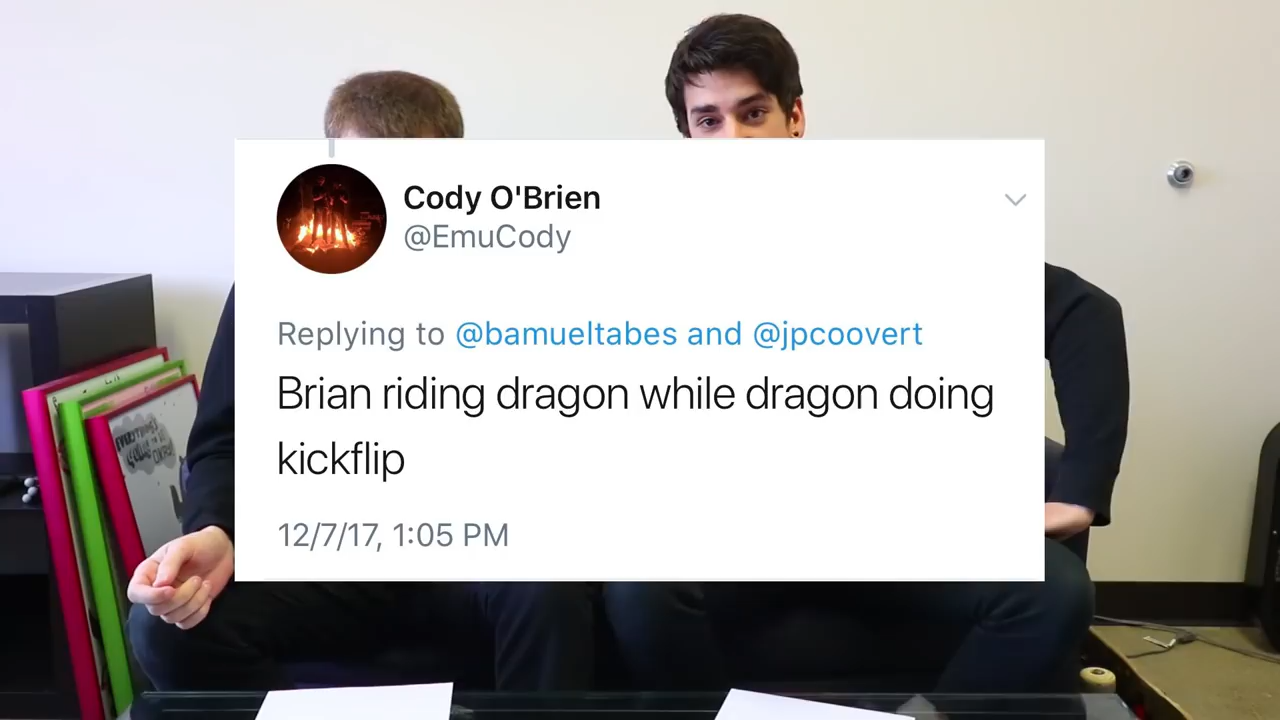 Cody O'Brien
@EmuCody
Replying to @bamueltabes and @jpcoovert
Brian riding dragon while dragon doing
kickflip
12/7/17, 1:05 PM
EVERYTHING'S